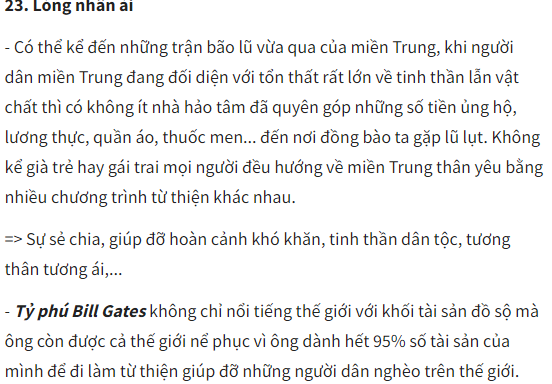 23. Lòng nhân ái
- Có thể kể đến những trận bão lũ vừa qua của miền Trung, khi người
dân miền Trung đang đối diện với tổn thất rất lớn về tinh thần lẫn vật
chất thì có không ít nhà hảo tâm đã quyên góp những số tiền ủng hộ,
lương thực, quần áo, thuốc men... đến nơi đồng bào ta gặp lũ lụt. Không
kể già trẻ hay gái trai mọi người đều hướng về miền Trung thân yêu bằng
nhiều chương trình từ thiện khác nhau.
=> Sự sẻ chia, giúp đỡ hoàn cảnh khó khăn, tinh thần dân tộc, tương
thân tương ái,...
- Tỷ phú Bill Gates không chỉ nổi tiếng thế giới với khối tài sản đồ sộ mà
ông còn được cả thế giới nể phục vì ông dành hết 95% số tài sản của
mình để đi làm từ thiện giúp đỡ những người dân nghèo trên thế giới.